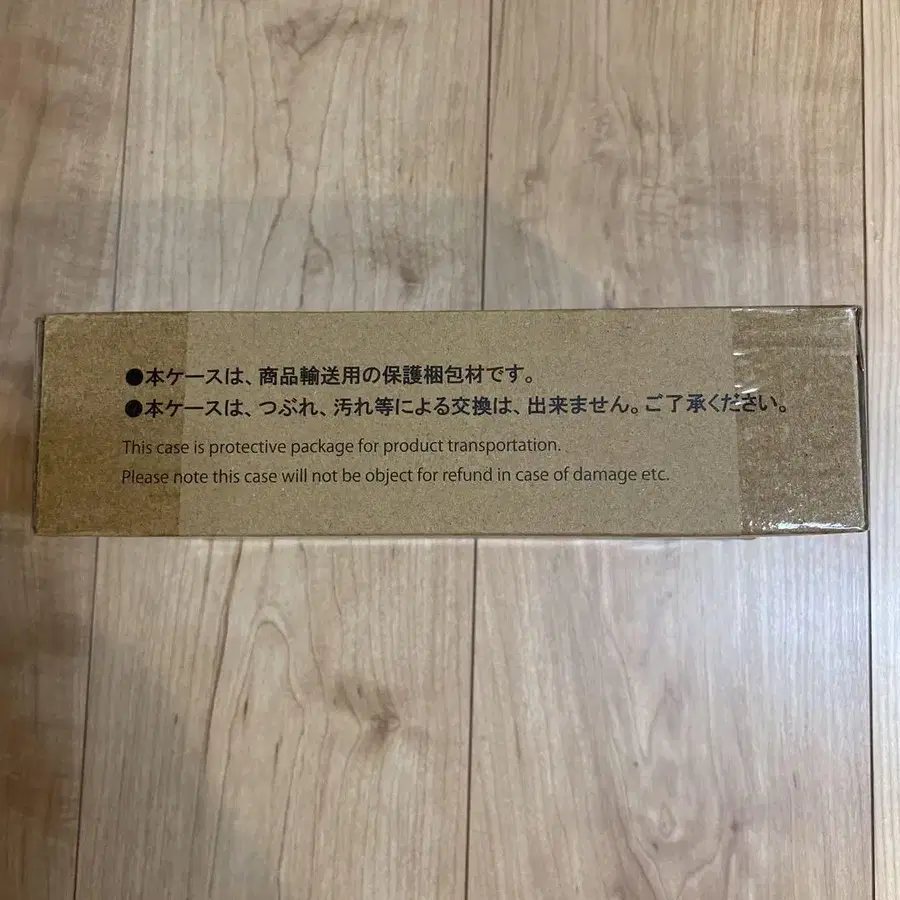 ●本ケースは、商品輸送用の保護梱包材です。
●本ケースは、つぶれ、汚れ等による交換は、出来ません。ご了承ください。
This case is protective package for product transportation.
Please note this case will not be object for refund in case of damage etc.